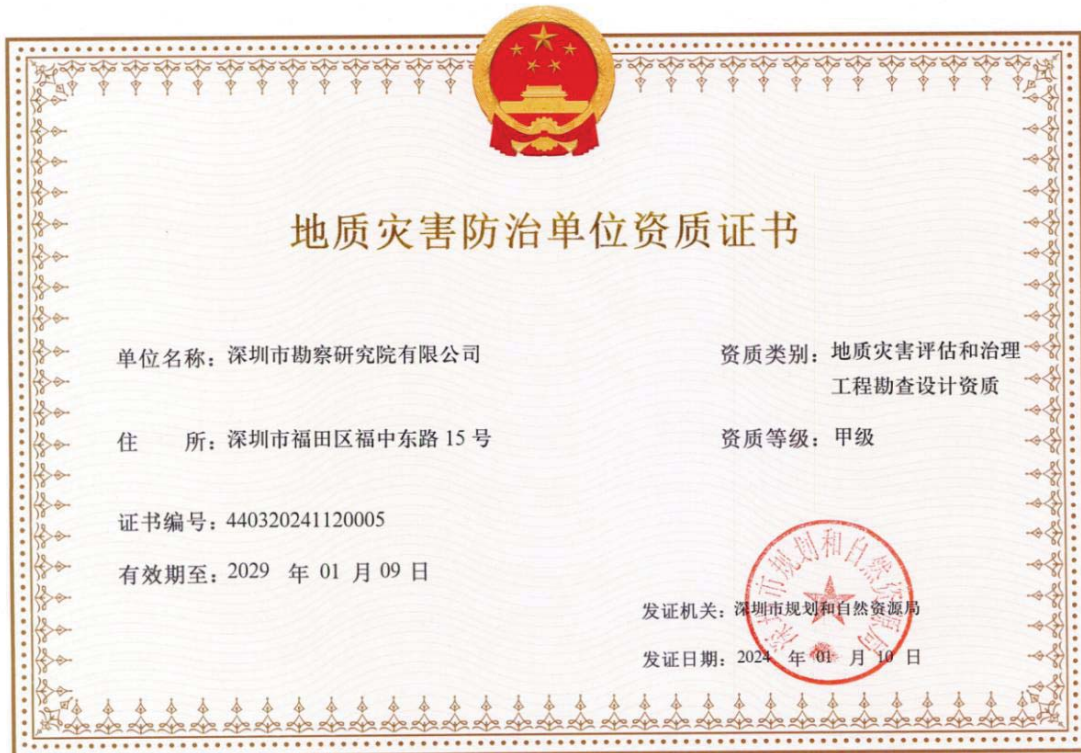 地质灾害防治单位资质证书
单位名称：深圳市勘察研究院有限公司
资质类别：地质灾害评估和治理
工程勘查设计资质
住 所：深圳市福田区福中东路 15 号
资质等级：甲级
证书编号：440320241120005
有效期至：2029 年 01 月 09 日
发证机关：深圳市规划和自然资源局
发证日期：2024 年 01 月 10 日
深圳市规划和自然资源局